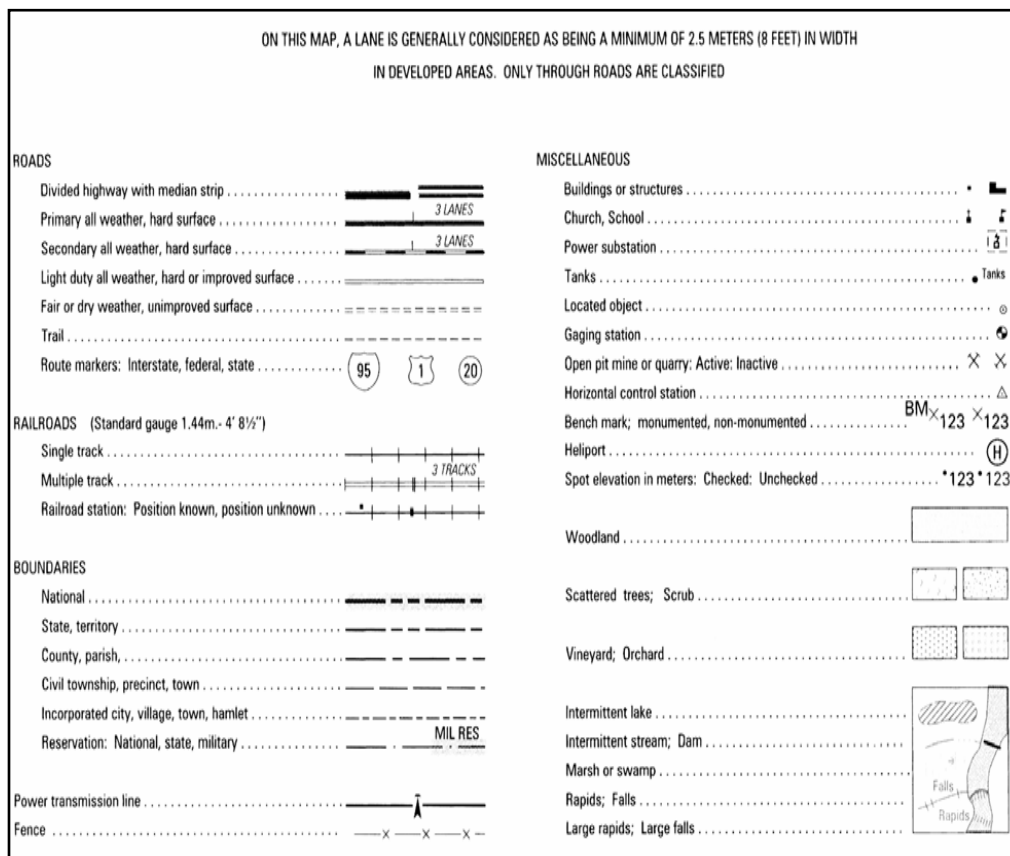 ON THIS MAP, A LANE IS GENERALLY CONSIDERED AS BEING A MINIMUM OF 2.5 METERS (8 FEET) IN WIDTH
IN DEVELOPED AREAS. ONLY THROUGH ROADS ARE CLASSIFIED
ROADS
Divided highway with median strip
Primary all weather, hard surface 3 LANES
Secondary all weather, hard surface 3 LANES
Light duty all weather, hard or improved surface
Fair or dry weather, unimproved surface
Trail
Route markers: Interstate, federal, state 95 1 20
RAILROADS (Standard gauge 1.44m.- 4' 8½")
Single track
Multiple track 3 TRACKS
Railroad station: Position known, position unknown
BOUNDARIES
National
State, territory
County, parish,
Civil township, precinct, town
Incorporated city, village, town, hamlet
Reservation: National, state, military MIL RES
Power transmission line
Fence
MISCELLANEOUS
Buildings or structures
Church, School
Power substation
Tanks Tanks
Located object
Gaging station
Open pit mine or quarry: Active: Inactive
Horizontal control station
Bench mark; monumented, non-monumented BM 123 123
Heliport H
Spot elevation in meters: Checked: Unchecked 123 123
Woodland
Scattered trees; Scrub
Vineyard; Orchard
Intermittent lake
Intermittent stream; Dam
Marsh or swamp
Rapids; Falls
Large rapids; Large falls
Falls
Rapids